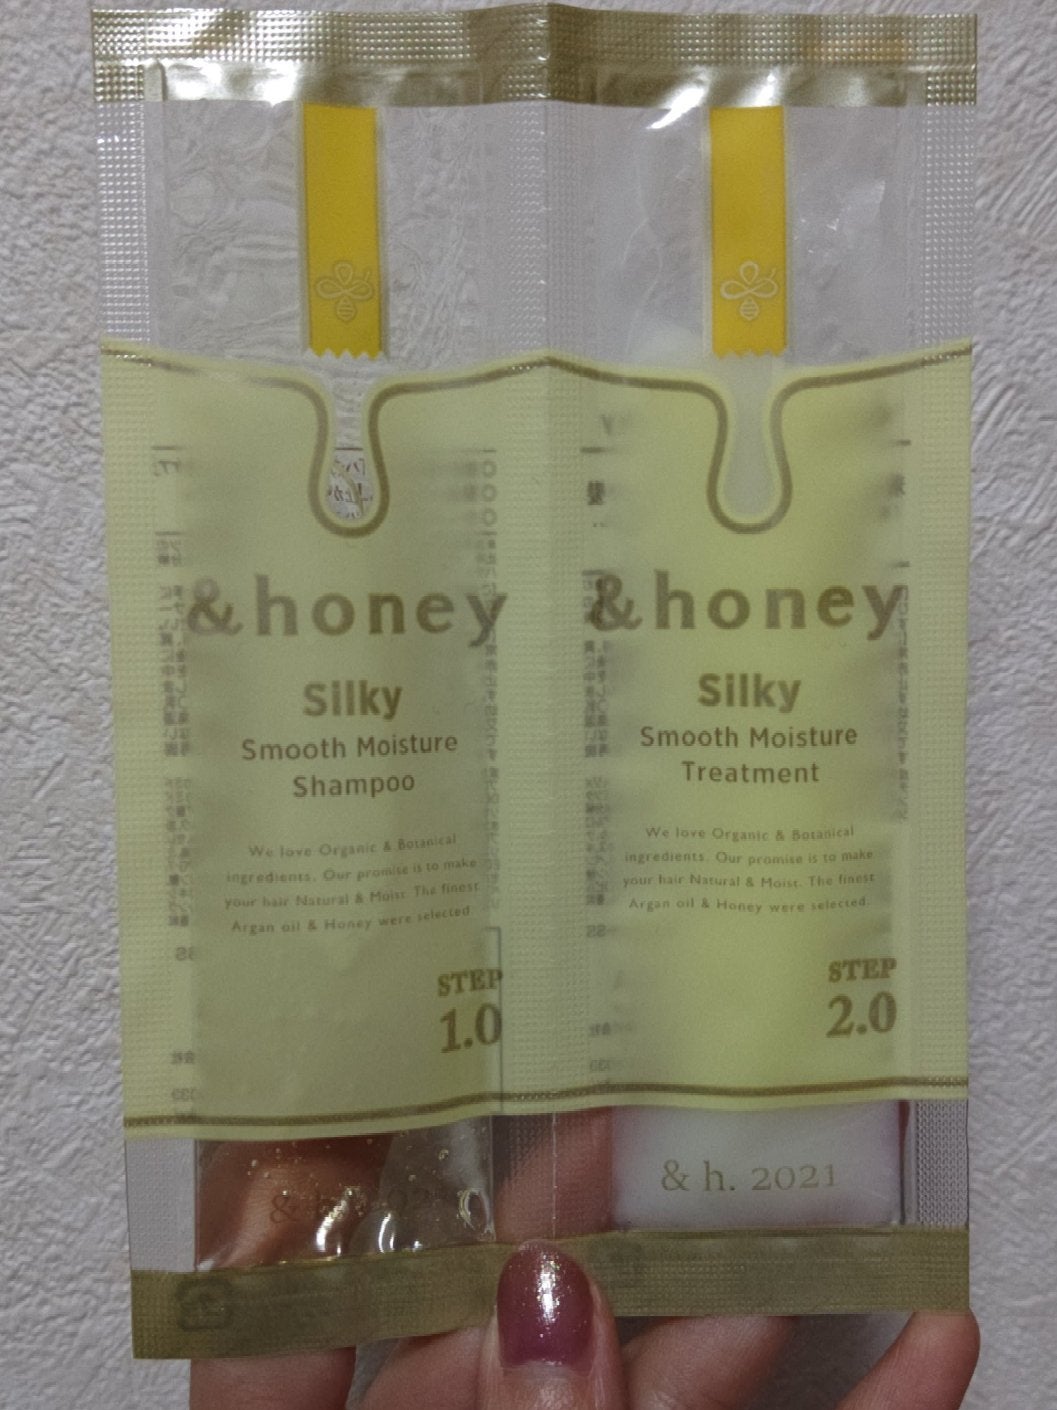 &honey
Silky
Smooth Moisture
Shampoo
We love Organic & Botanical
ingredients. Our promise is to make
your hair Natural & Moist. The finest
Argan oil & Honey were selected.
STEP
1.0
&honey
Silky
Smooth Moisture
Treatment
We love Organic & Botanical
ingredients. Our promise is to make
your hair Natural & Moist. The finest
Argan oil & Honey were selected.
STEP
2.0
& h. 2021